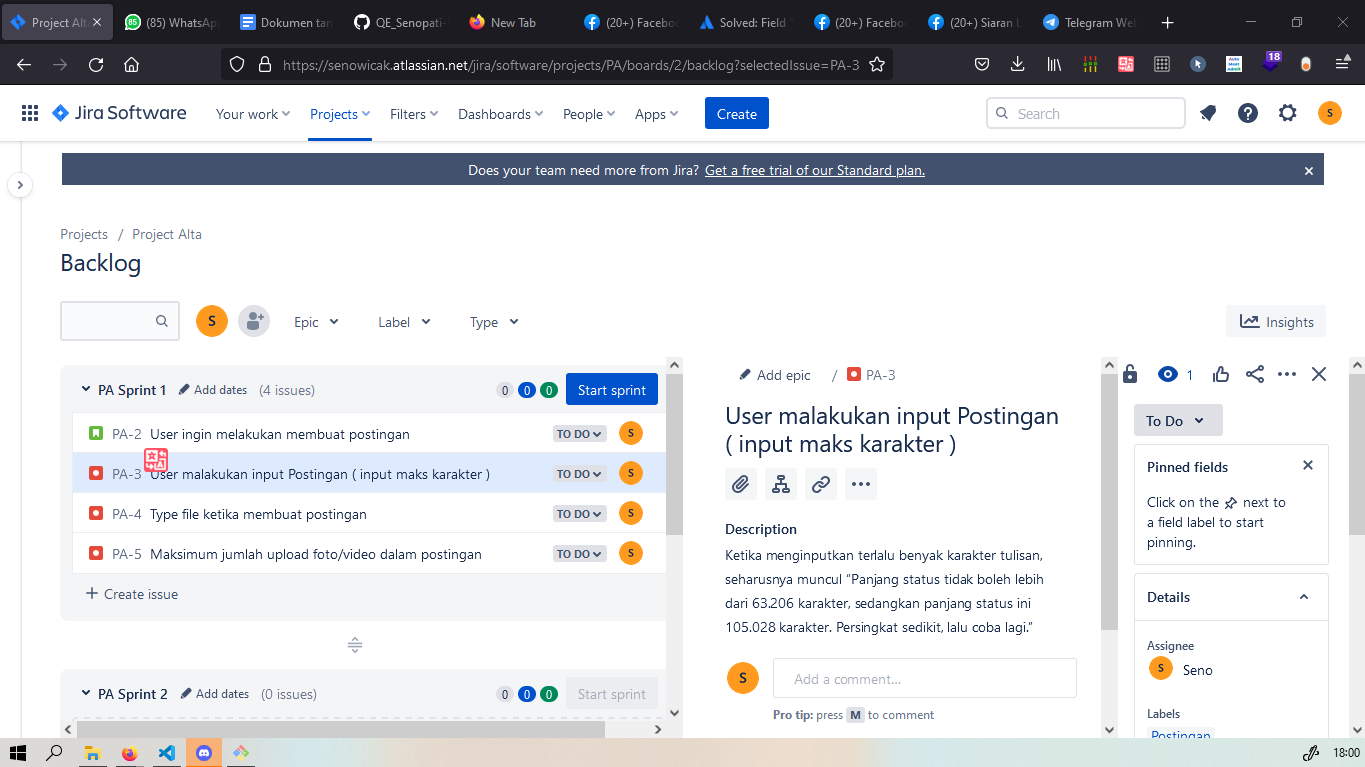 Project Alta
(85) WhatsApp
Dokumen tan
QE_Senopati-
New Tab
(20+) Facebo
Solved: Field
(20+) Facebo
(20+) Siaran L
Telegram Web
https://senowicak.atlassian.net/jira/software/projects/PA/boards/2/backlog?selectedIssue=PA-3
18
Jira Software
Your work
Projects
Filters
Dashboards
People
Apps
Create
Search
S
Does your team need more from Jira? Get a free trial of our Standard plan.
Projects / Project Alta
Backlog
S
Epic
Label
Type
Insights
PA Sprint 1 Add dates (4 issues)
0 0 0 Start sprint
PA-2 User ingin melakukan membuat postingan TO DO S
PA-3 User malakukan input Postingan ( input maks karakter ) TO DO S
PA-4 Type file ketika membuat postingan TO DO S
PA-5 Maksimum jumlah upload foto/video dalam postingan TO DO S
+ Create issue
PA Sprint 2 Add dates (0 issues)
0 0 0 Start sprint
Add epic / PA-3
User malakukan input Postingan
( input maks karakter )
Description
Ketika menginputkan terlalu benyak karakter tulisan,
seharusnya muncul “Panjang status tidak boleh lebih
dari 63.206 karakter, sedangkan panjang status ini
105.028 karakter. Persingkat sedikit, lalu coba lagi.”
S
Add a comment...
Pro tip: press M to comment
1
To Do
Pinned fields
Click on the next to
a field label to start
pinning.
Details
Assignee
S Seno
Labels
Postingan
18:00